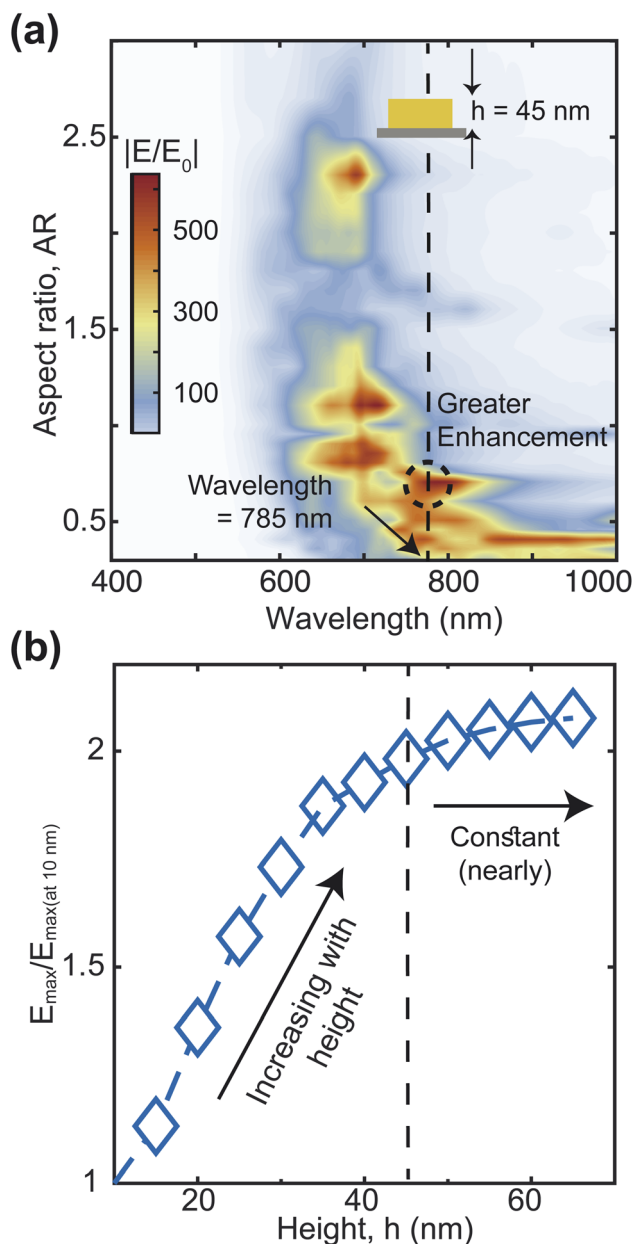 (a)
h = 45 nm
|E/E₀|
500
300
100
2.5
1.5
0.5
Aspect ratio, AR
Greater
Enhancement
Wavelength
= 785 nm
400
600
800
1000
Wavelength (nm)
(b)
2
1.5
1
Eₘₐₓ/Eₘₐₓ(at 10 nm)
Constant
(nearly)
Increasing with
height
20
40
60
Height, h (nm)